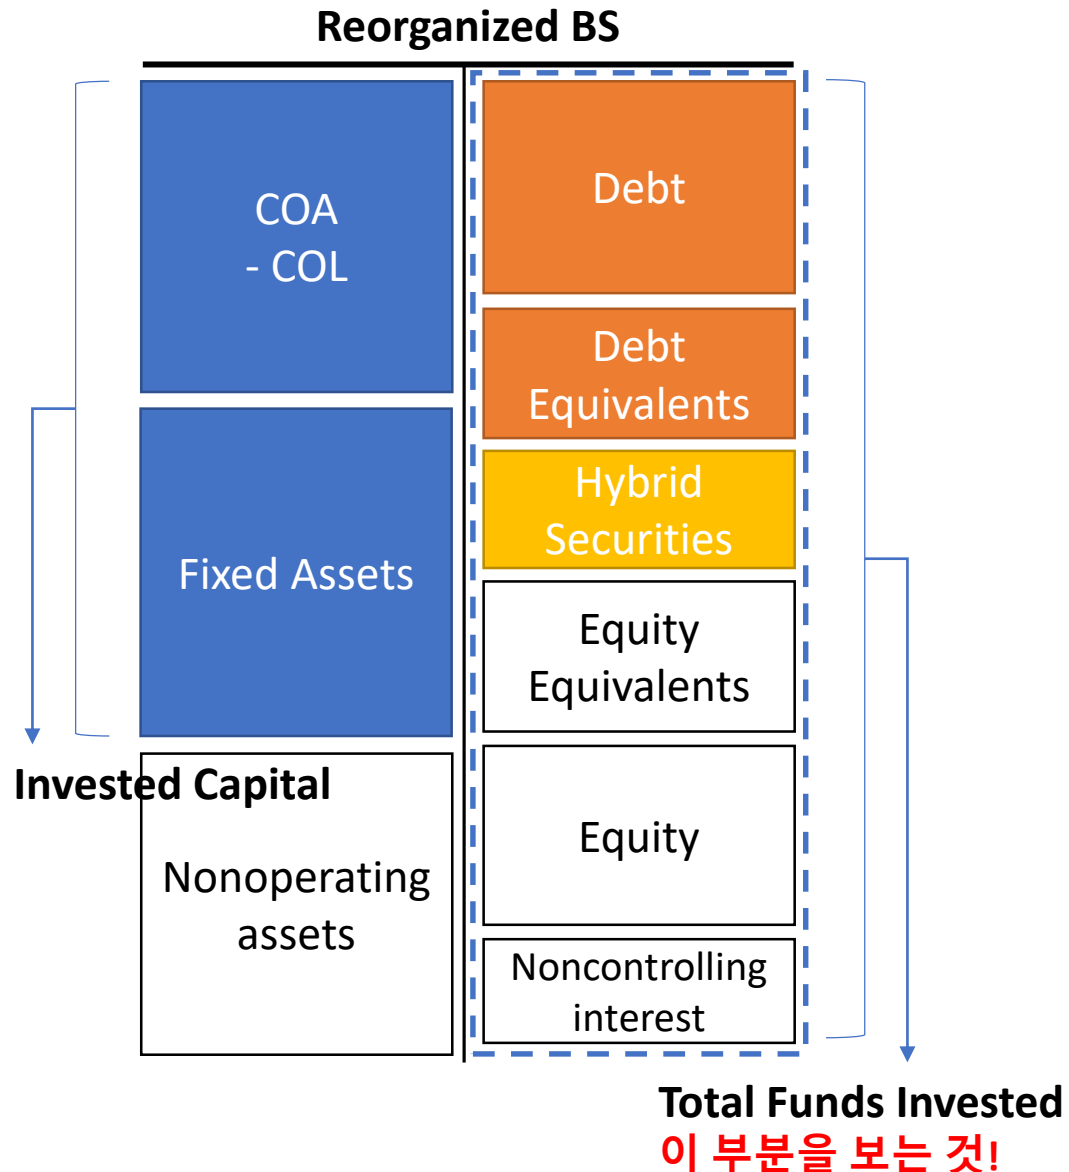 Reorganized BS
COA
- COL
Fixed Assets
Invested Capital
Nonoperating
assets
Debt
Debt
Equivalents
Hybrid
Securities
Equity
Equivalents
Equity
Noncontrolling
interest
Total Funds Invested
이 부분을 보는 것!